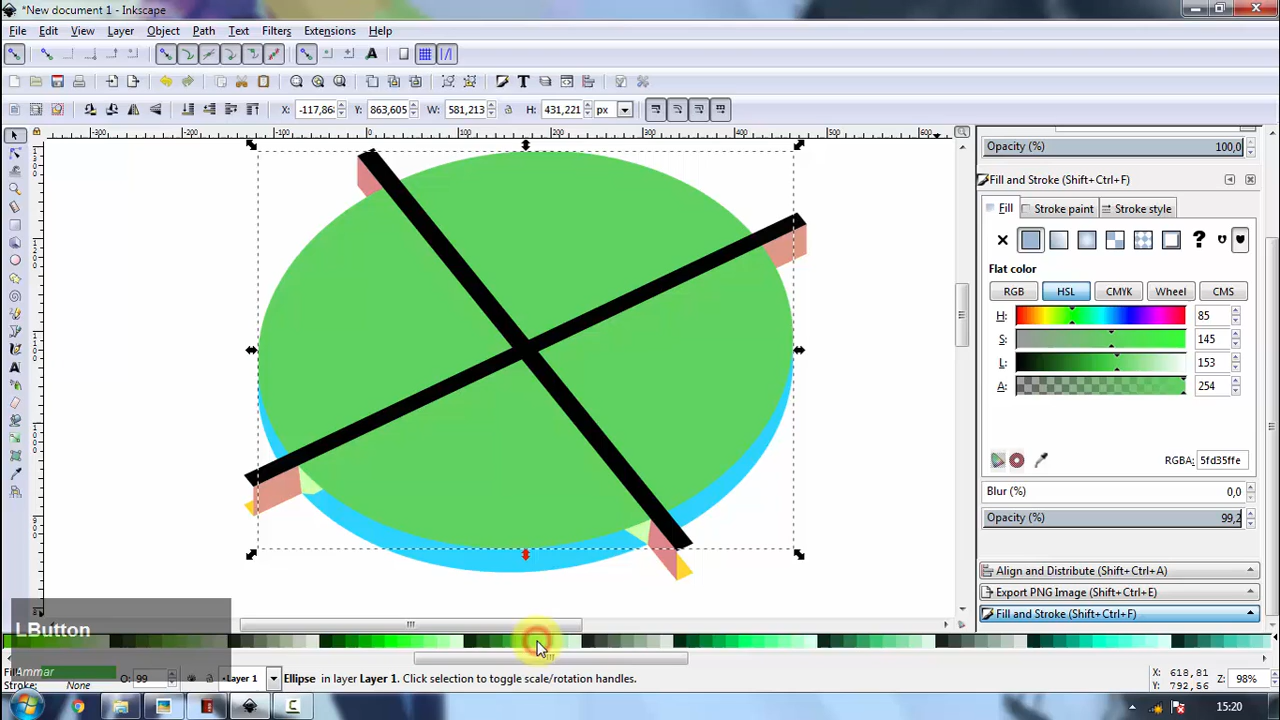 *New document 1 - Inkscape
File Edit View Layer Object Path Text Filters Extensions Help
X: -117,86 Y: 863,605 W: 581,213 H: 431,221 px
Opacity (%) 100,0
Fill and Stroke (Shift+Ctrl+F)
Fill Stroke paint Stroke style
Flat color
RGB HSL CMYK Wheel CMS
H: 85
S: 145
L: 153
A: 254
RGBA: 5fd35ffe
Blur (%) 0,0
Opacity (%) 99,2
Align and Distribute (Shift+Ctrl+A)
Export PNG Image (Shift+Ctrl+E)
Fill and Stroke (Shift+Ctrl+F)
LButton
Ammar
Fill:
Stroke: None O: 99 Layer 1 Ellipse in layer Layer 1. Click selection to toggle scale/rotation handles.
X: 618,81
Y: 792,56
Z: 98%
15:20